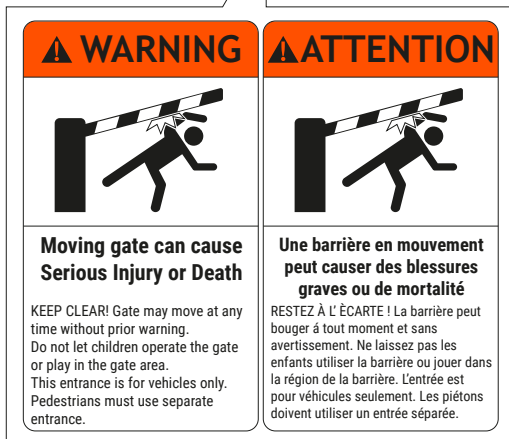 WARNING
Moving gate can cause
Serious Injury or Death
KEEP CLEAR! Gate may move at any
time without prior warning.
Do not let children operate the gate
or play in the gate area.
This entrance is for vehicles only.
Pedestrians must use separate
entrance.
ATTENTION
Une barrière en mouvement
peut causer des blessures
graves ou de mortalité
RESTEZ À L’ ÈCARTE ! La barrière peut
bouger á tout moment et sans
avertissement. Ne laissez pas les
enfants utiliser la barrière ou jouer dans
la région de la barrière. L’entrée est
pour véhicules seulement. Les piétons
doivent utiliser un entrée séparée.